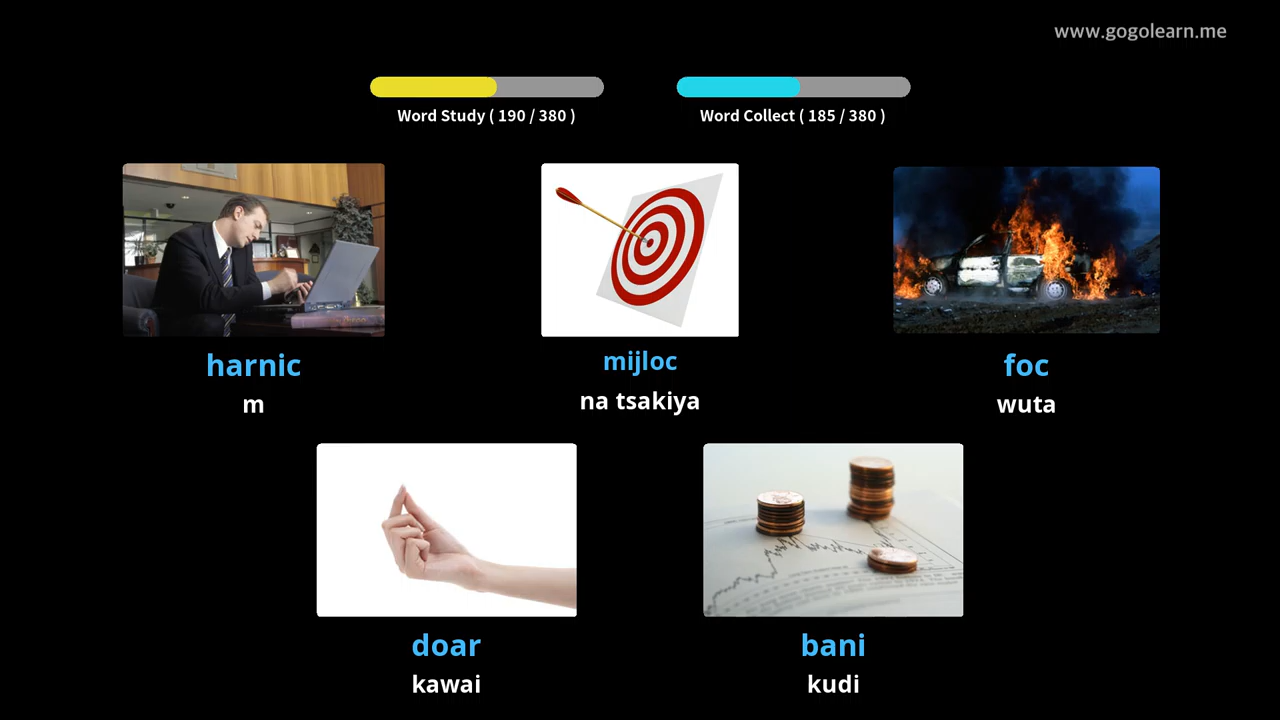 www.gogolearn.me
Word Study ( 190 / 380 )
Word Collect ( 185 / 380 )
harnic
m
mijloc
na tsakiya
foc
wuta
doar
kawai
bani
kudi